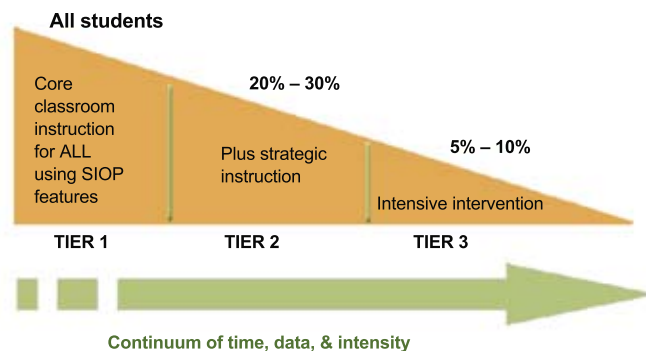 All students
Core
classroom
instruction
for ALL
using SIOP
features
20% – 30%
Plus strategic
instruction
5% – 10%
Intensive intervention
TIER 1
TIER 2
TIER 3
Continuum of time, data, & intensity